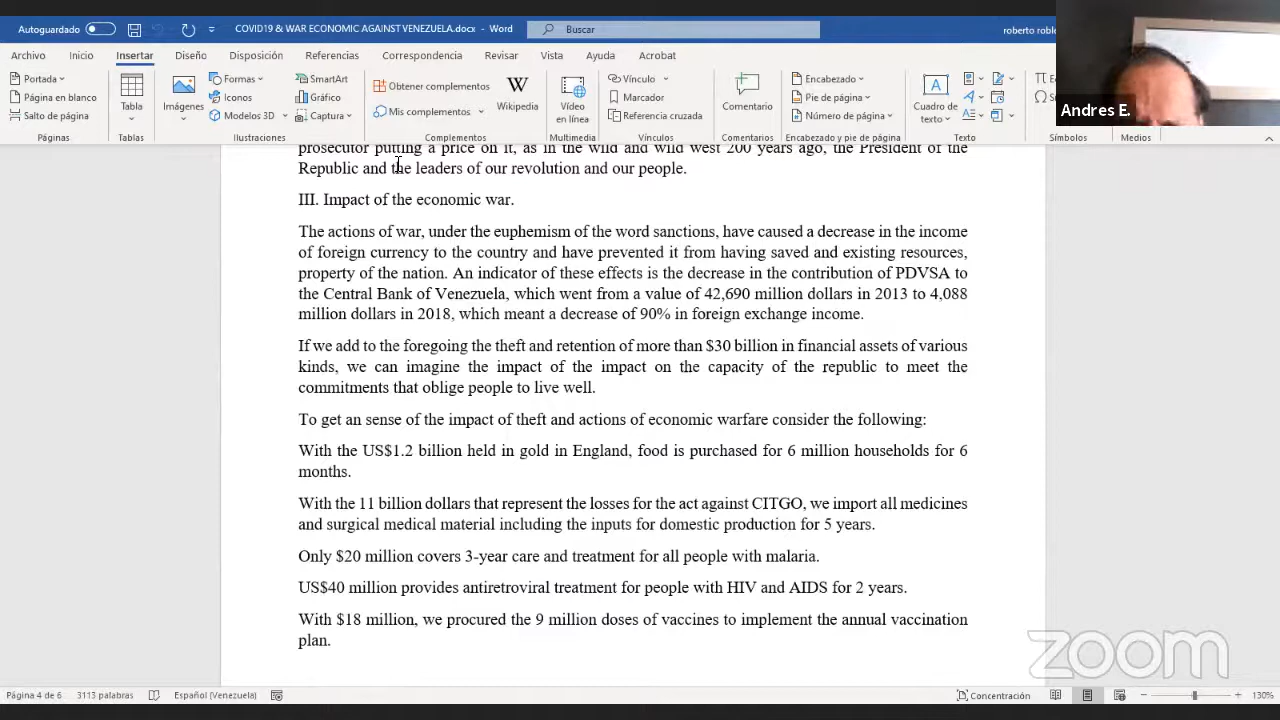 Autoguardado COVID19 & WAR ECONOMIC AGAINST VENEZUELA.docx - Word Buscar roberto roble
Archivo Inicio Insertar Diseño Disposición Referencias Correspondencia Revisar Vista Ayuda Acrobat
Portada
Página en blanco
Salto de página
Páginas
Tabla
Tablas
Imágenes
Formas
Iconos
Modelos 3D
SmartArt
Gráfico
Captura
Ilustraciones
Obtener complementos
Mis complementos
Wikipedia
Complementos
Vídeo en línea
Multimedia
Vínculo
Marcador
Referencia cruzada
Vínculos
Comentario
Comentarios
Encabezado
Pie de página
Número de página
Encabezado y pie de página
Cuadro de texto
Texto
Símbolos
Medios
Andres E.
prosecutor putting a price on it, as in the wild and wild west 200 years ago, the President of the
Republic and the leaders of our revolution and our people.
III. Impact of the economic war.
The actions of war, under the euphemism of the word sanctions, have caused a decrease in the income
of foreign currency to the country and have prevented it from having saved and existing resources,
property of the nation. An indicator of these effects is the decrease in the contribution of PDVSA to
the Central Bank of Venezuela, which went from a value of 42,690 million dollars in 2013 to 4,088
million dollars in 2018, which meant a decrease of 90% in foreign exchange income.
If we add to the foregoing the theft and retention of more than $30 billion in financial assets of various
kinds, we can imagine the impact of the impact on the capacity of the republic to meet the
commitments that oblige people to live well.
To get an sense of the impact of theft and actions of economic warfare consider the following:
With the US$1.2 billion held in gold in England, food is purchased for 6 million households for 6
months.
With the 11 billion dollars that represent the losses for the act against CITGO, we import all medicines
and surgical medical material including the inputs for domestic production for 5 years.
Only $20 million covers 3-year care and treatment for all people with malaria.
US$40 million provides antiretroviral treatment for people with HIV and AIDS for 2 years.
With $18 million, we procured the 9 million doses of vaccines to implement the annual vaccination
plan.
zoom
Página 4 de 6 3113 palabras Español (Venezuela) Concentración 130%